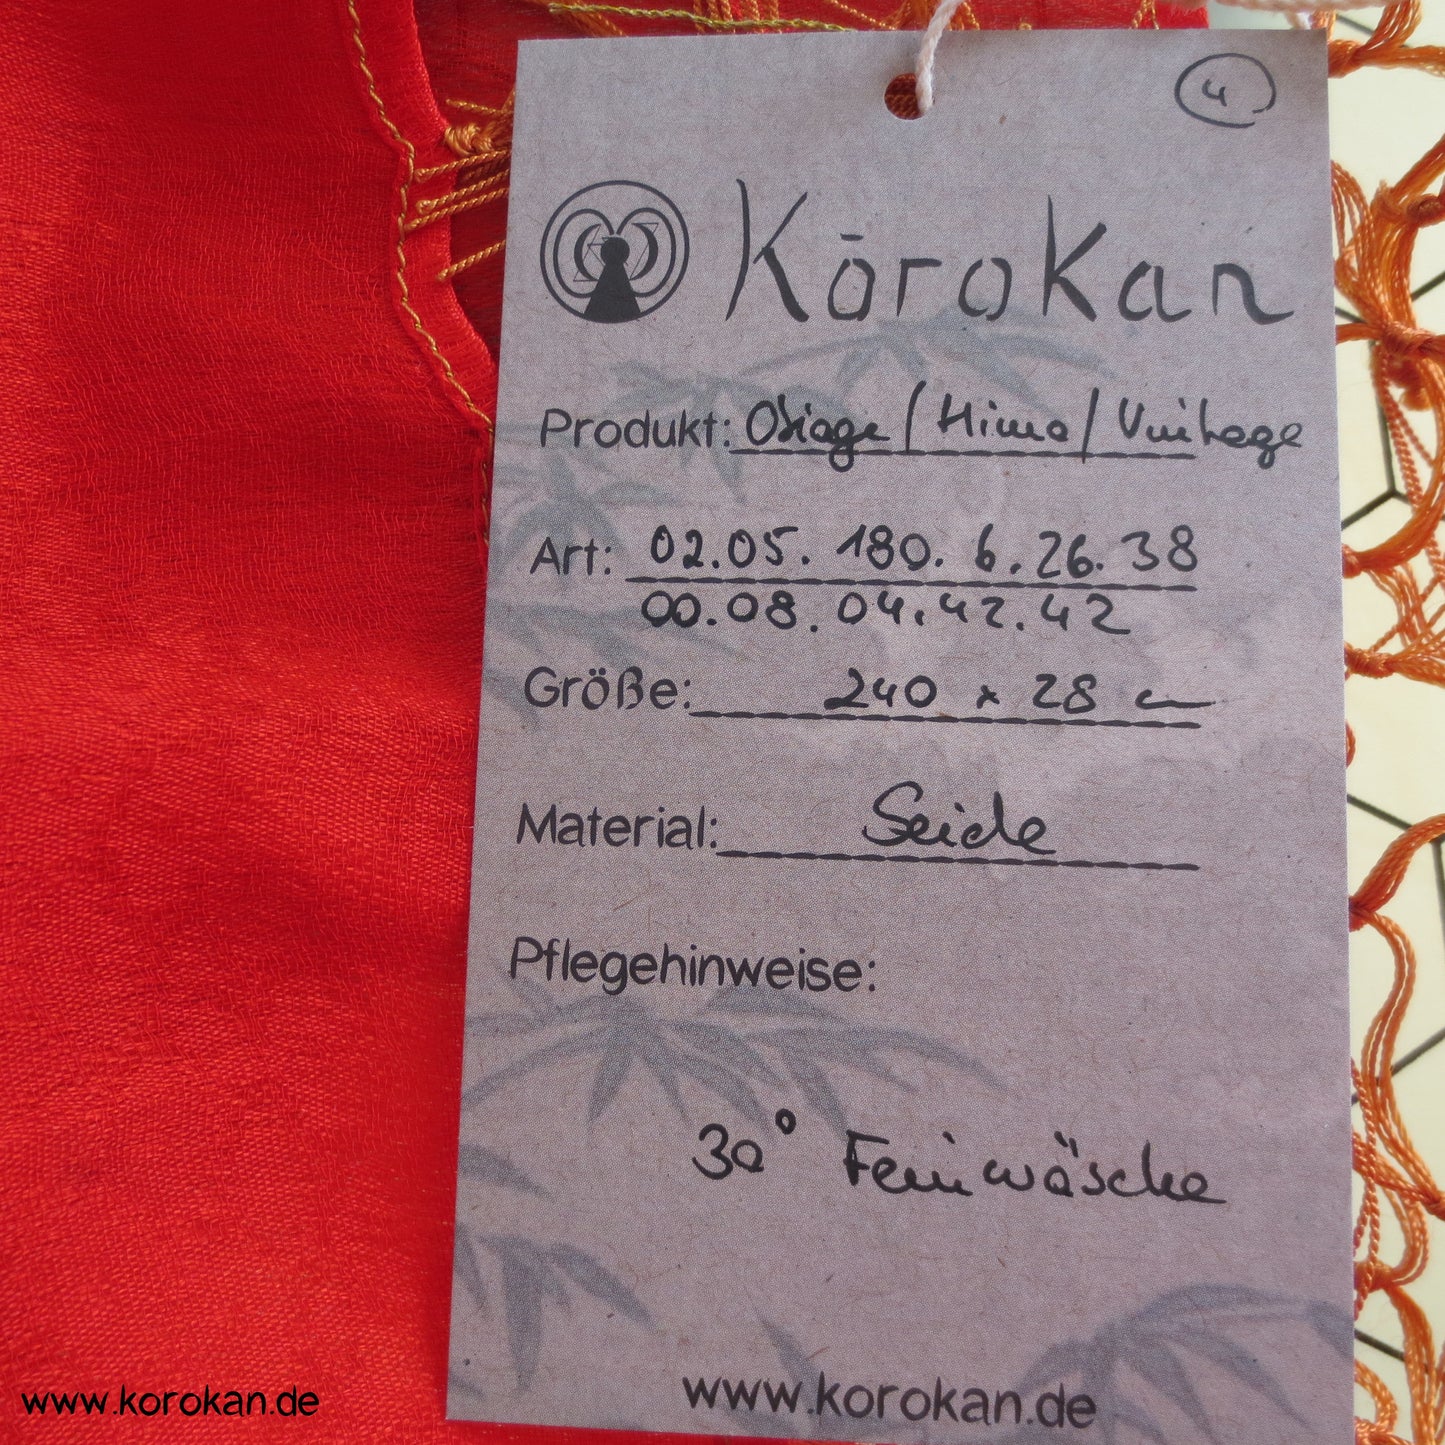 4
Kōrokan
Produkt: Obiage / Himo / Vintage
Art: 02.05.180.6.26.38
00.08.04.42.42
Größe: 240 x 28 cm
Material: Seide
Pflegehinweise:
30° Feinwäsche
www.korokan.de
www.korokan.de